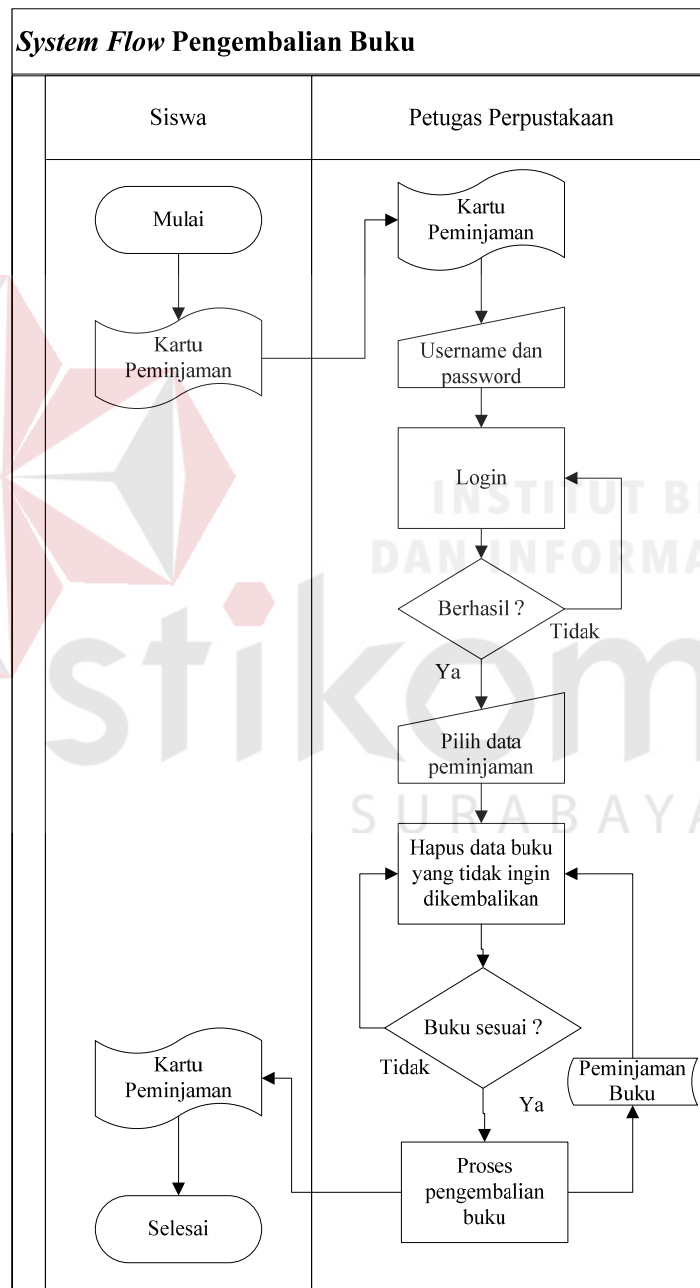 System Flow Pengembalian Buku
Siswa
Petugas Perpustakaan
Mulai
Kartu
Peminjaman
Kartu
Peminjaman
Username dan
password
Login
Berhasil ?
Tidak
Ya
Pilih data
peminjaman
Hapus data buku
yang tidak ingin
dikembalikan
Buku sesuai ?
Tidak
Ya
Peminjaman
Buku
Proses
pengembalian
buku
Kartu
Peminjaman
Selesai
INSTITUT BI
DAN INFORMA
stikom
SURABAYA